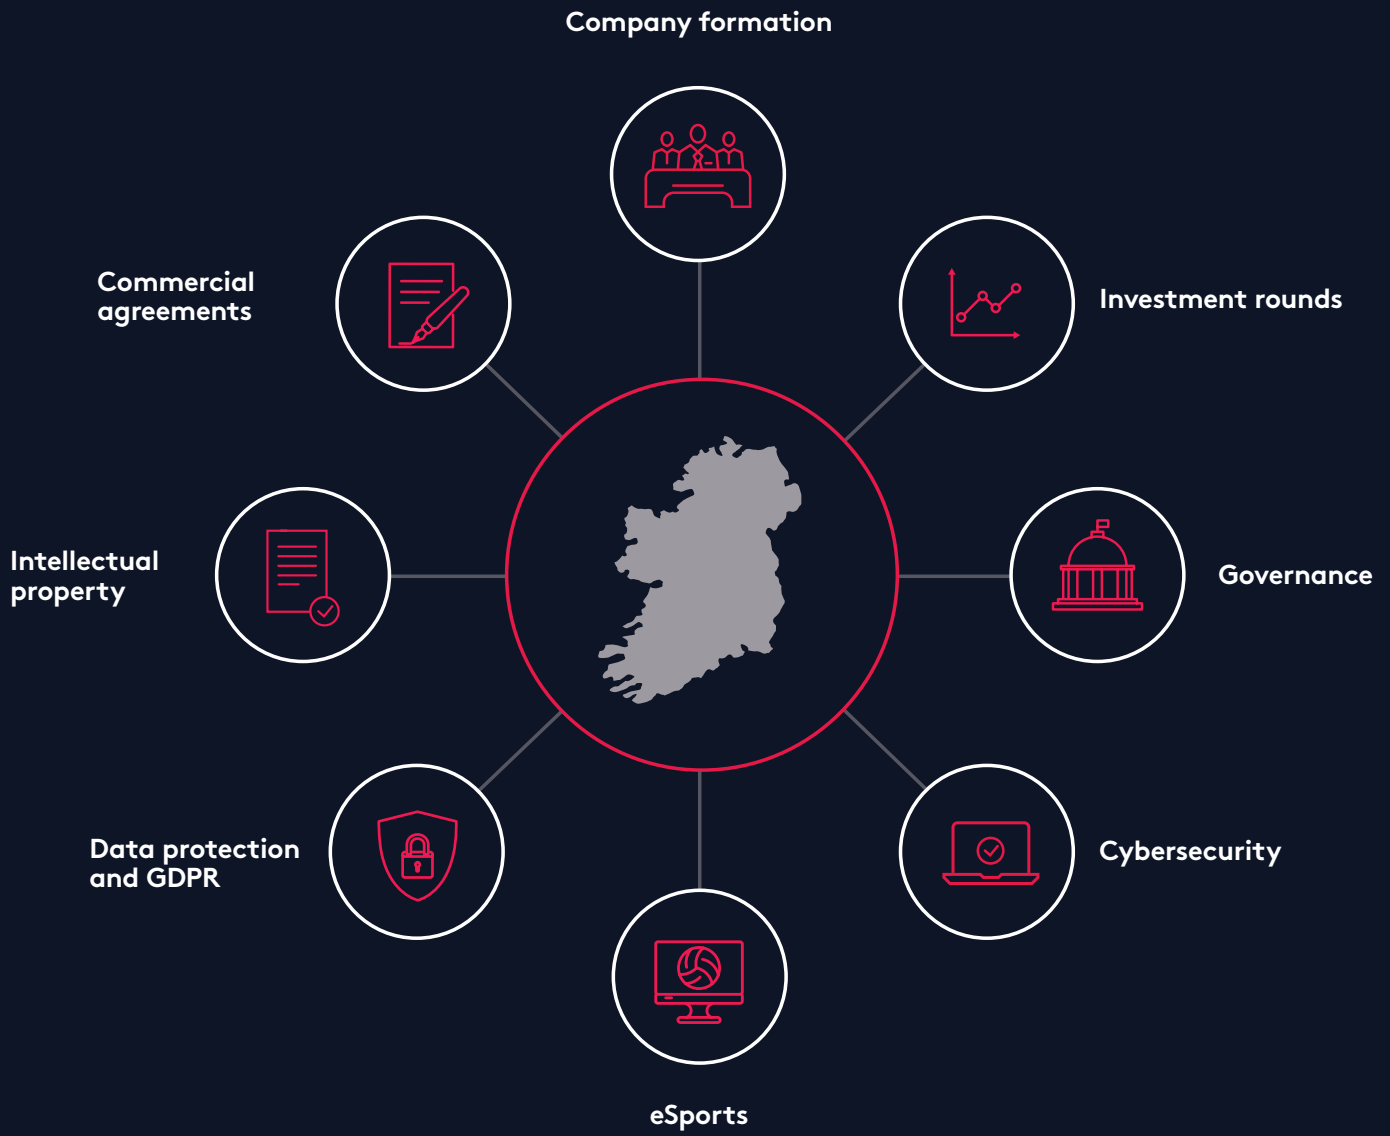 Company formation
Commercial
agreements
Investment rounds
Intellectual
property
Governance
Data protection
and GDPR
Cybersecurity
eSports